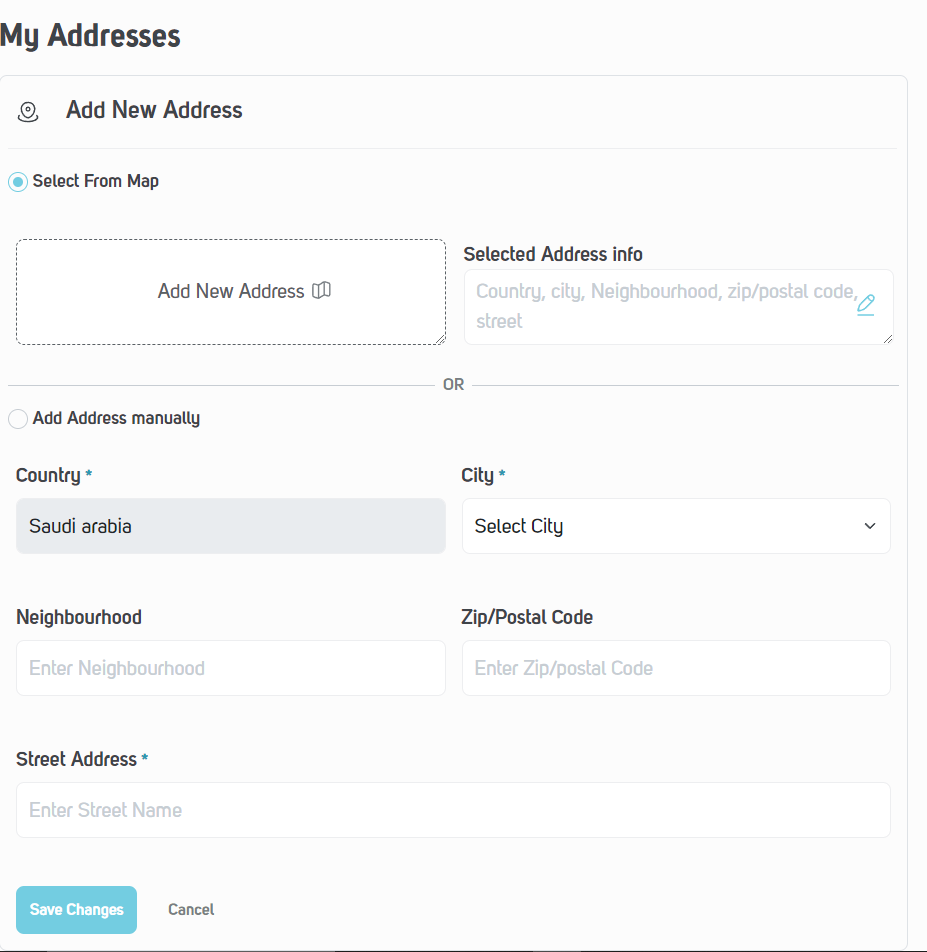 My Addresses
Add New Address
Select From Map
Add New Address
Selected Address info
Country, city, Neighbourhood, zip/postal code,
street
OR
Add Address manually
Country *
City *
Saudi arabia
Select City
Neighbourhood
Zip/Postal Code
Enter Neighbourhood
Enter Zip/postal Code
Street Address *
Enter Street Name
Save Changes
Cancel